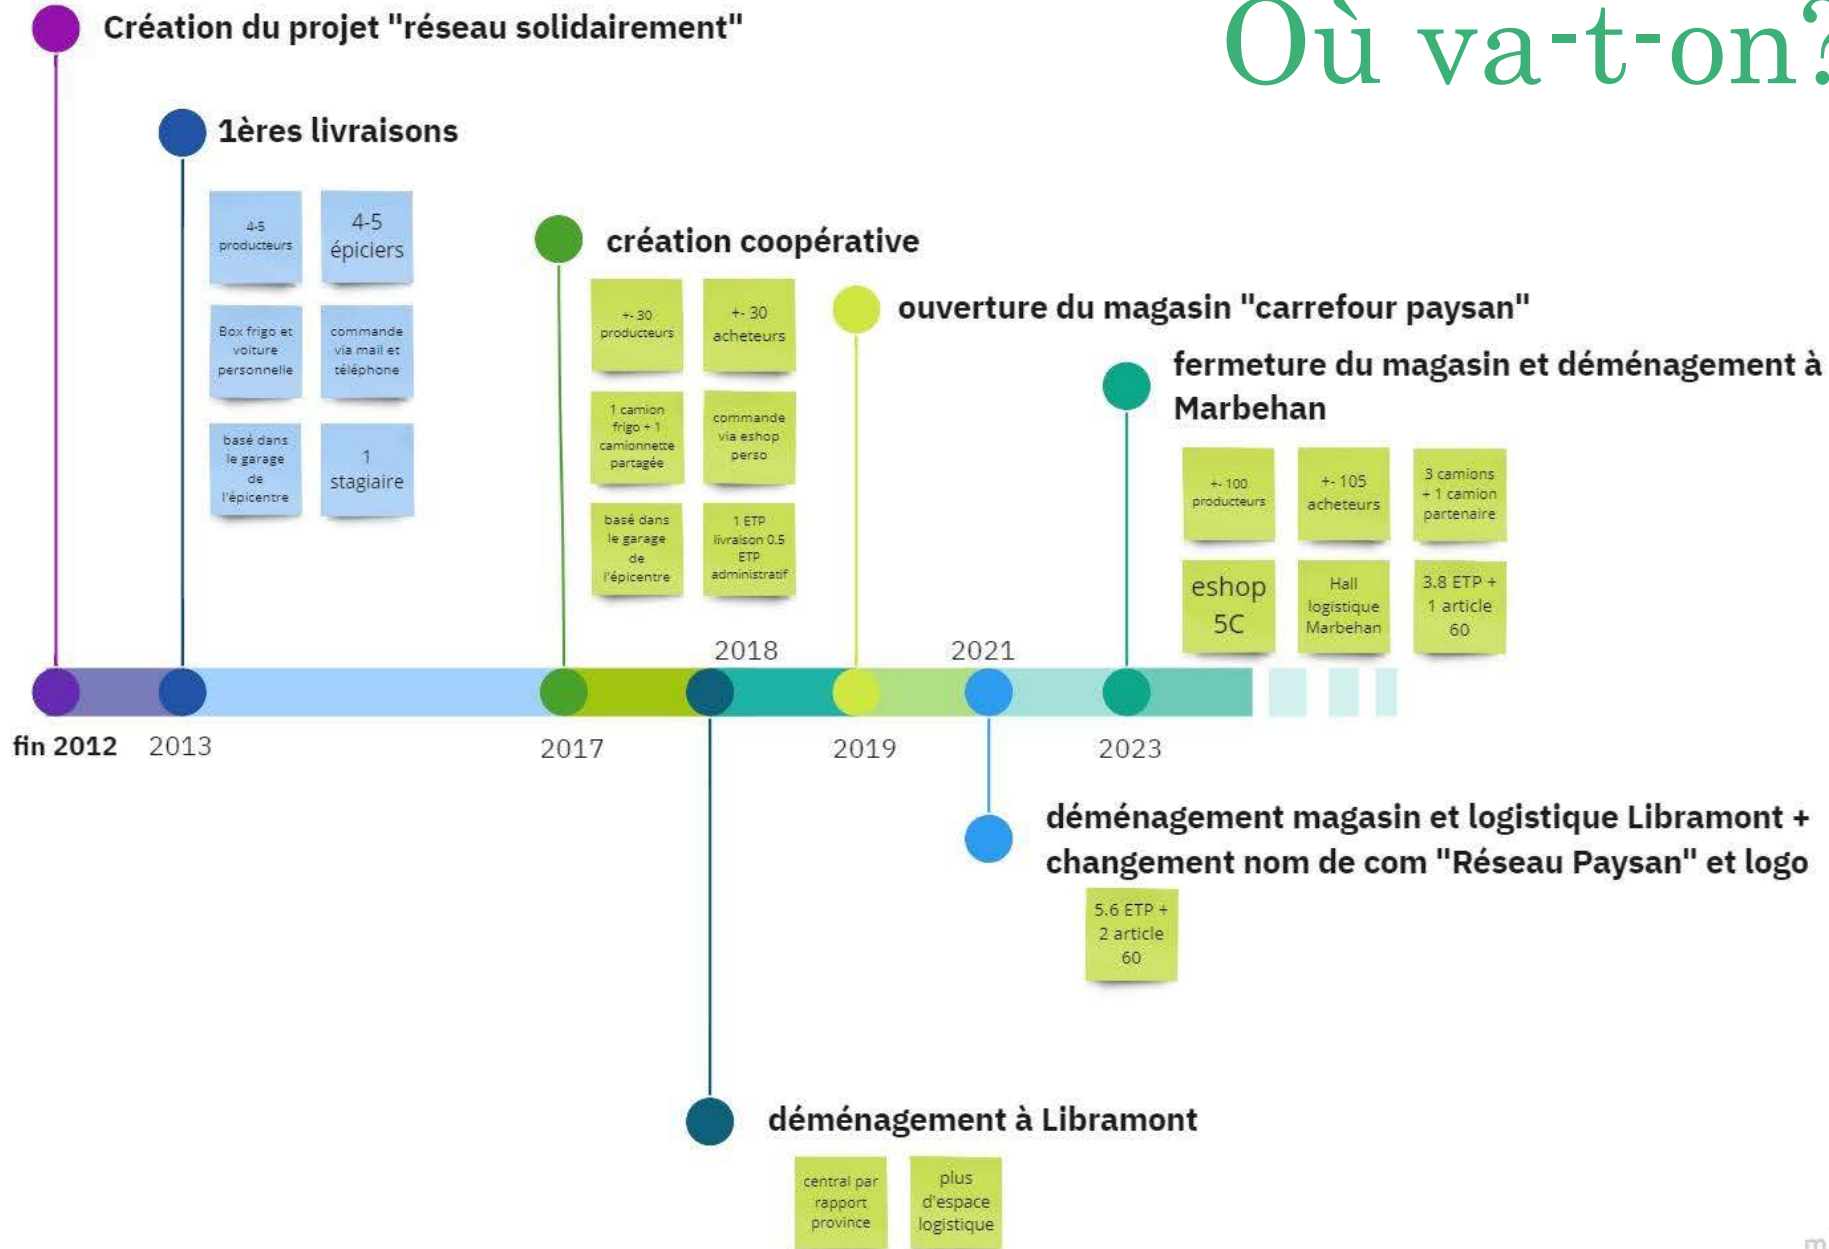 Où va-t-on?
Création du projet "réseau solidairement"
1ères livraisons
4-5
producteurs
4-5
épiciers
Box frigo et
voiture
personnelle
commande
via mail et
téléphone
basé dans
le garage
de
l'épicentre
1
stagiaire
création coopérative
+- 30
producteurs
+- 30
acheteurs
1 camion
frigo + 1
camionnette
partagée
commande
via eshop
perso
basé dans
le garage
de
l'épicentre
1 ETP
livraison 0.5
ETP
administratif
ouverture du magasin "carrefour paysan"
fermeture du magasin et déménagement à
Marbehan
+- 100
producteurs
+- 105
acheteurs
3 camions
+ 1 camion
partenaire
eshop
5C
Hall
logistique
Marbehan
3.8 ETP +
1 article
60
2018
2021
fin 2012
2013
2017
2019
2023
déménagement magasin et logistique Libramont +
changement nom de com "Réseau Paysan" et logo
5.6 ETP +
2 article
60
déménagement à Libramont
central par
rapport
province
plus
d'espace
logistique